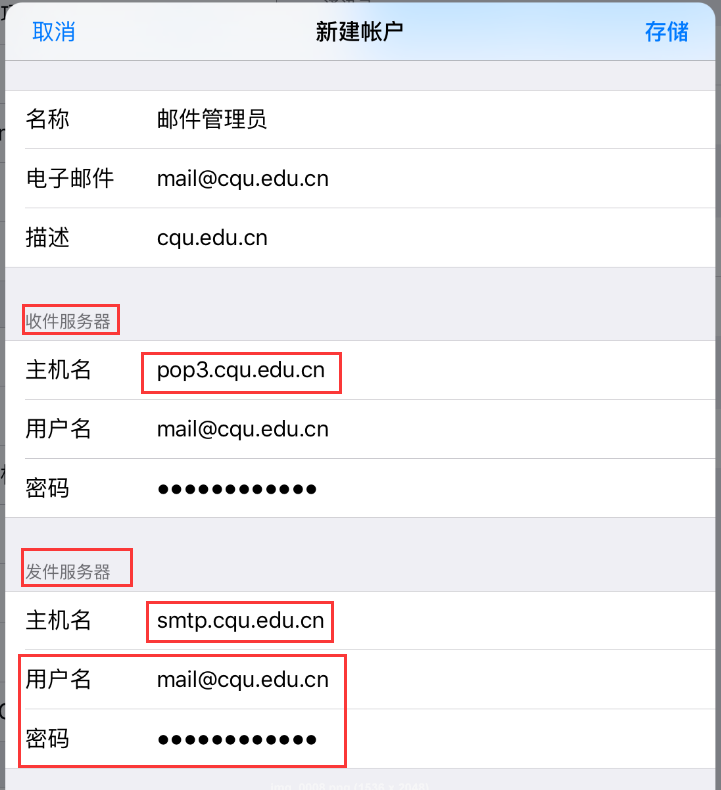 取消 新建帐户 存储
名称 邮件管理员
电子邮件 mail@cqu.edu.cn
描述 cqu.edu.cn
收件服务器
主机名 pop3.cqu.edu.cn
用户名 mail@cqu.edu.cn
密码 ●●●●●●●●●●●●
发件服务器
主机名 smtp.cqu.edu.cn
用户名 mail@cqu.edu.cn
密码 ●●●●●●●●●●●●